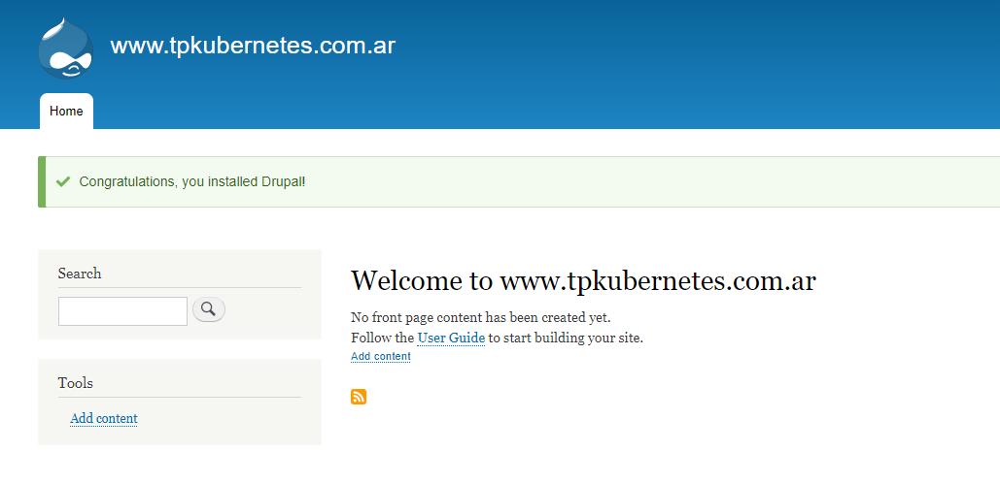 www.tpkubernetes.com.ar
Home
Congratulations, you installed Drupal!
Search
Tools
Add content
Welcome to www.tpkubernetes.com.ar
No front page content has been created yet.
Follow the User Guide to start building your site.
Add content